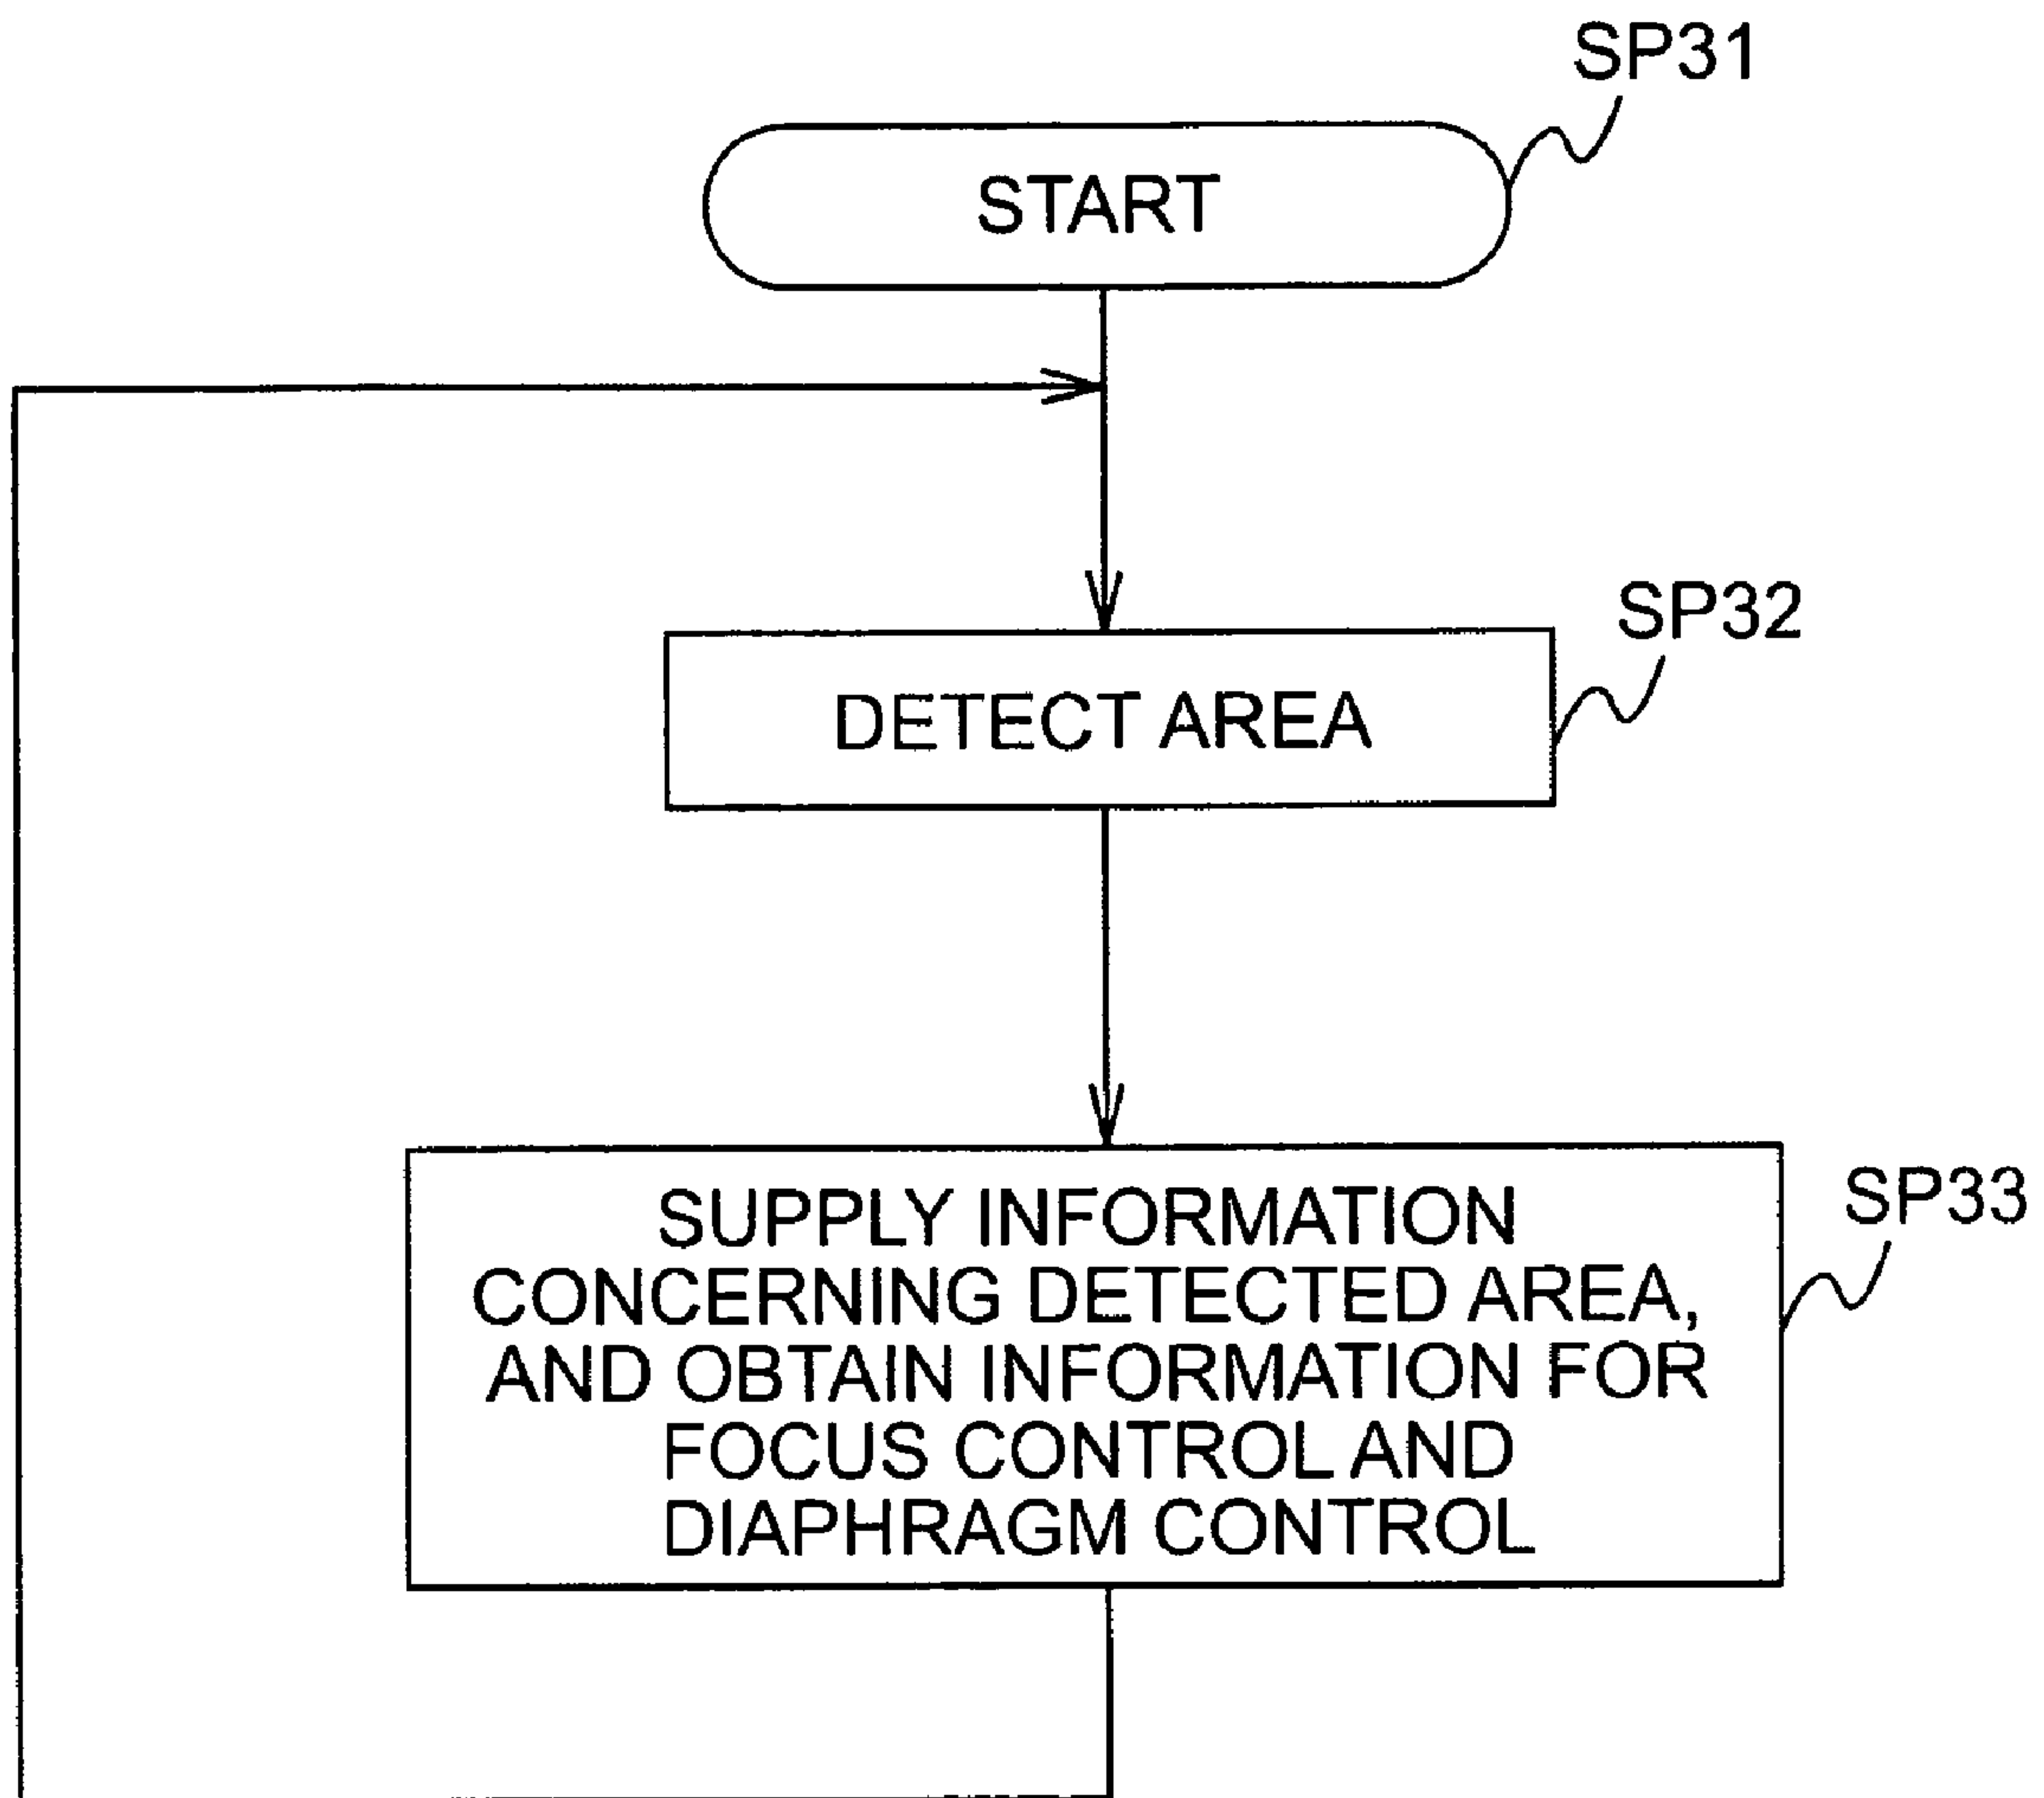 SP31
START
SP32
DETECT AREA
SP33
SUPPLY INFORMATION
CONCERNING DETECTED AREA,
AND OBTAIN INFORMATION FOR
FOCUS CONTROL AND
DIAPHRAGM CONTROL